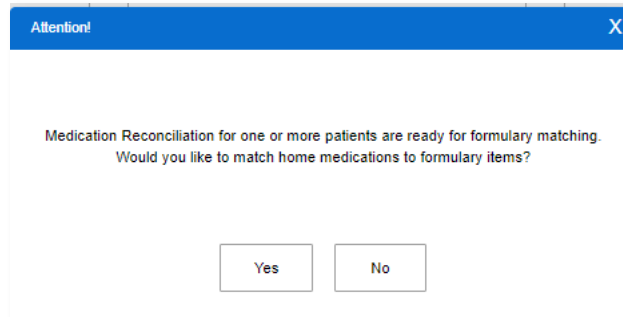 Attention!
X
Medication Reconciliation for one or more patients are ready for formulary matching.
Would you like to match home medications to formulary items?
Yes
No